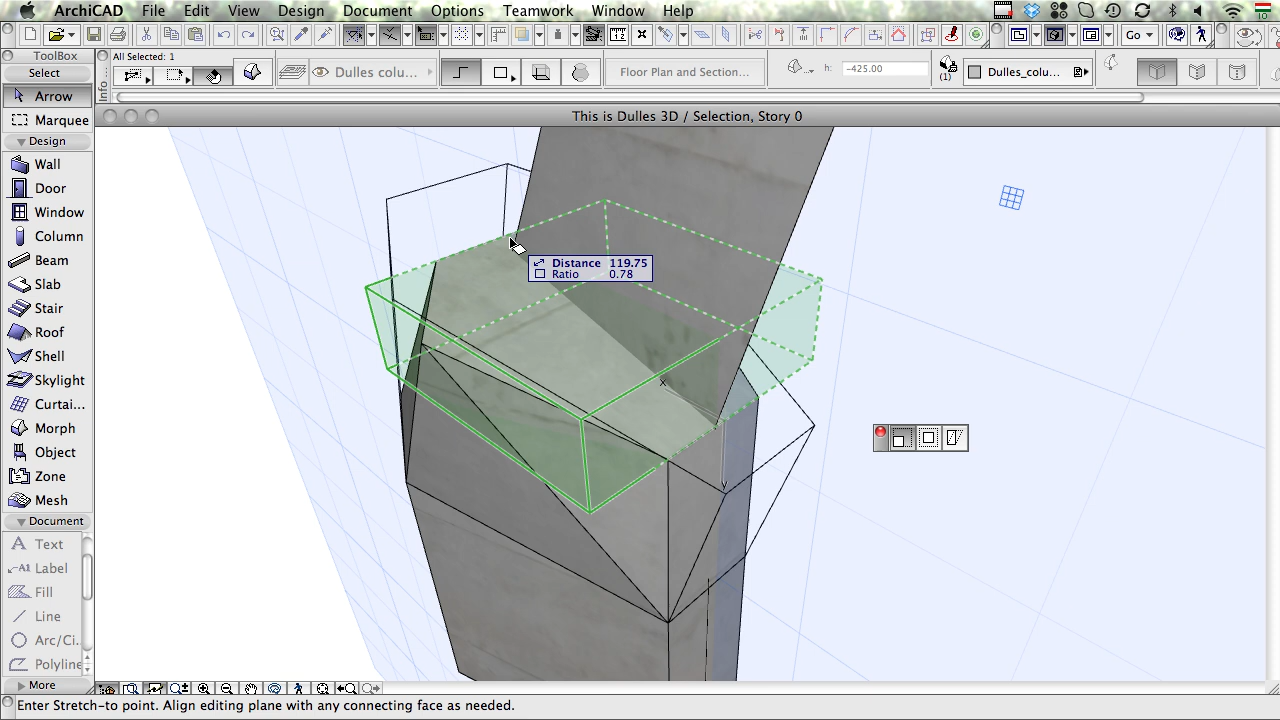 ArchiCAD File Edit View Design Document Options Teamwork Window Help
10
Go
ToolBox
All Selected: 1
Info
Select
Dulles colu...
Floor Plan and Section...
h: -425.00
(1)
Dulles_colu...
Arrow
Marquee
This is Dulles 3D / Selection, Story 0
Design
Wall
Door
Window
Column
Beam
Slab
Stair
Roof
Shell
Skylight
Curtai...
Morph
Object
Zone
Mesh
Document
Text
Label
Fill
Line
Arc/Ci...
Polyline
More
Distance 119.75
Ratio 0.78
x
Enter Stretch-to point. Align editing plane with any connecting face as needed.